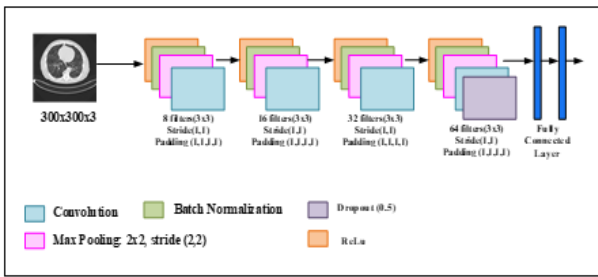 300x300x3
8 filters(3x3)
Stride(1,1)
Padding (1,1,1,1)
16 filters(3x3)
Stride(1,1)
Padding (1,1,1,1)
32 filters(3x3)
Stride(1,1)
Padding (1,1,1,1)
64 filters(3x3)
Stride(1,1)
Padding (1,1,1,1)
Fully
Connected
Layer
Convolution
Batch Normalization
Dropout (0.5)
Max Pooling: 2x2, stride (2,2)
ReLu